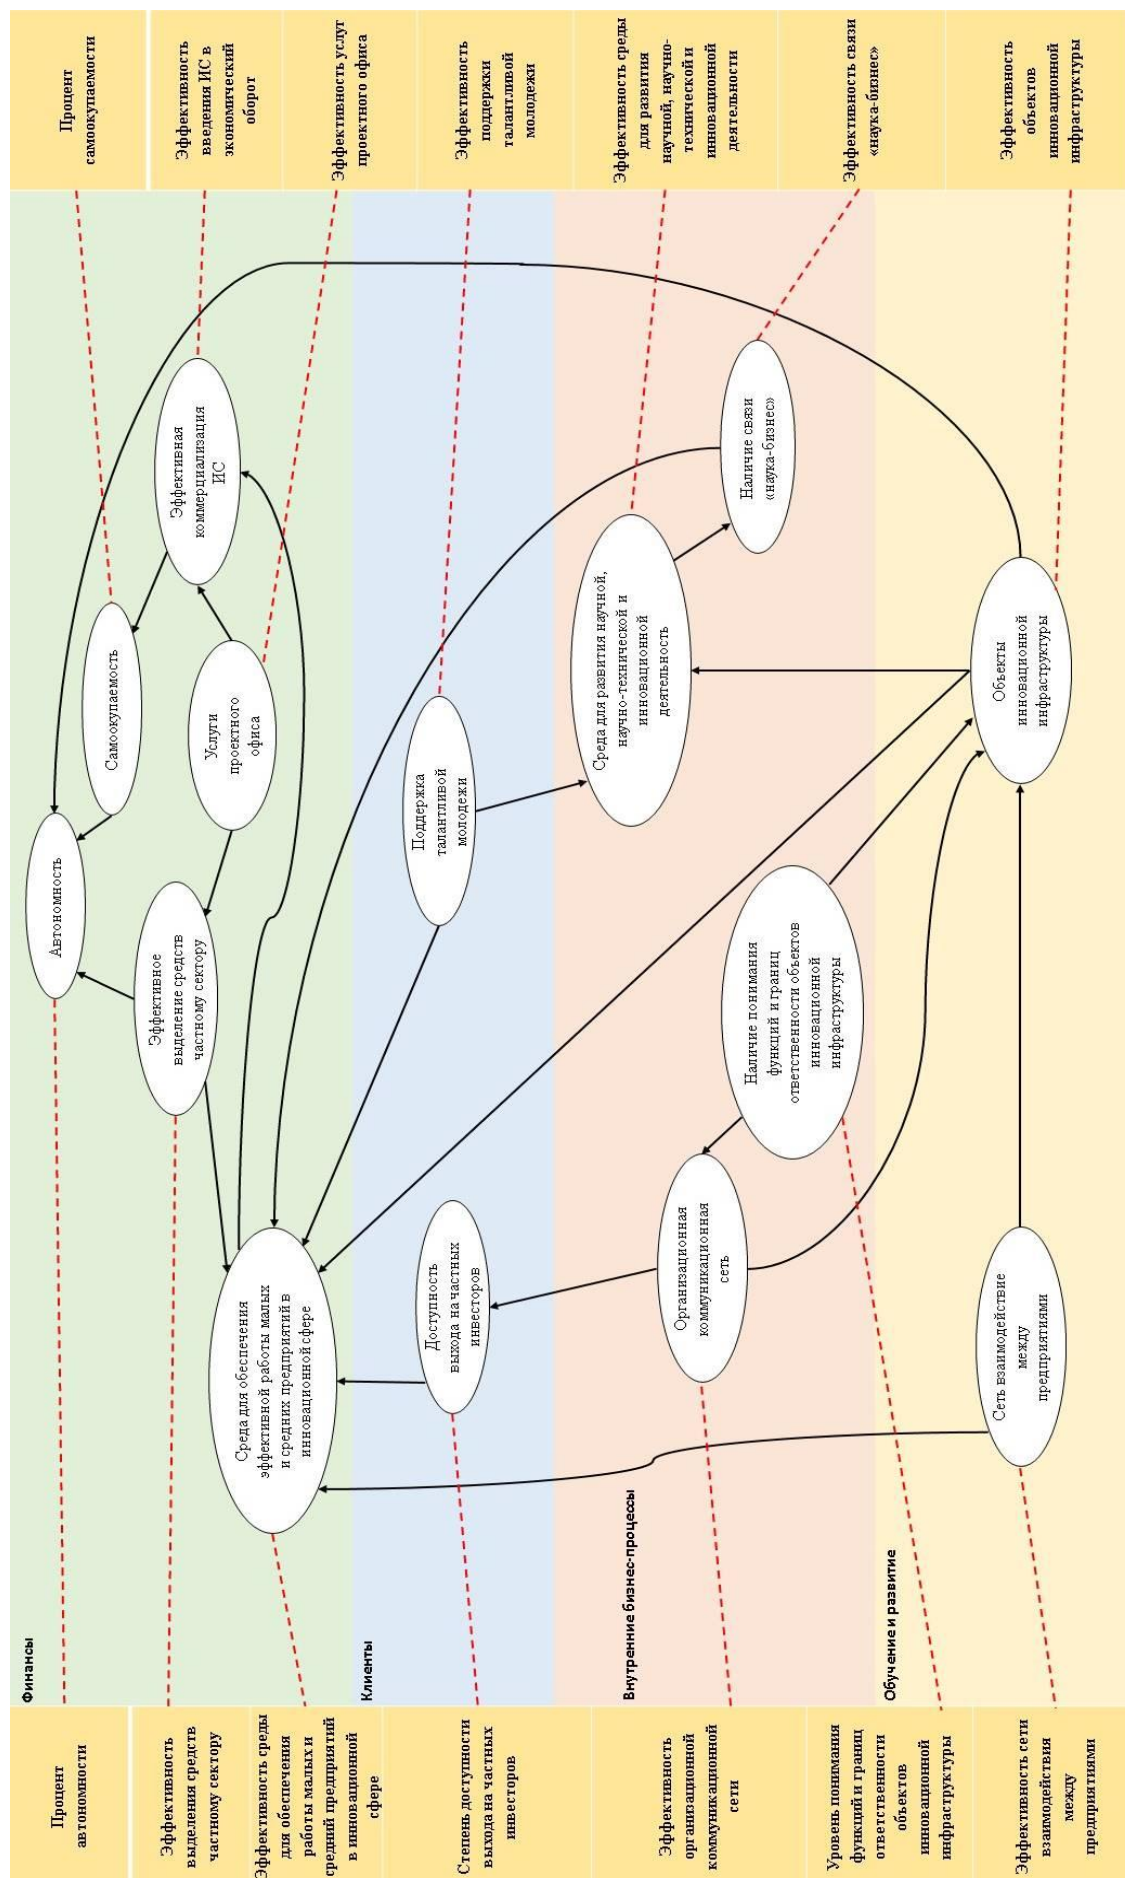 Процент
самоокупаемости
Эффективность
введения ИС в
экономический
оборот
Эффективность услуг
проектного офиса
Эффективность
поддержки
талантливой
молодежи
Эффективность среды
для развития
научной, научно-
технической и
инновационной
деятельности
Эффективность связи
«наука-бизнес»
Эффективность
объектов
инновационной
инфраструктуры
Финансы
Автономность
Самоокупаемость
Эффективное
выделение средств
частному сектору
Услуги
проектного
офиса
Эффективная
коммерциализация
ИС
Среда для обеспечения
эффективной работы малых
и средних предприятий в
инновационной сфере
Клиенты
Доступность
выхода на частных
инвесторов
Поддержка
талантливой
молодежи
Внутренние бизнес-процессы
Среда для развития научной,
научно-технической и
инновационной
деятельность
Наличие связи
«наука-бизнес»
Организационная
коммуникационная
сеть
Наличие понимания
функций и границ
ответственности объектов
инновационной
инфраструктуры
Обучение и развитие
Сеть взаимодействие
между
предприятиями
Объекты
инновационной
инфраструктуры
Процент
автономности
Эффективность
выделения средств
частному сектору
Эффективность среды
для обеспечения
работы малых и
средний предприятий
в инновационной
сфере
Степень доступности
выхода на частных
инвесторов
Эффективность
организационной
коммуникационной
сети
Уровень понимания
функций и границ
ответственности
объектов
инновационной
инфраструктуры
Эффективность сети
взаимодействия
между
предприятиями